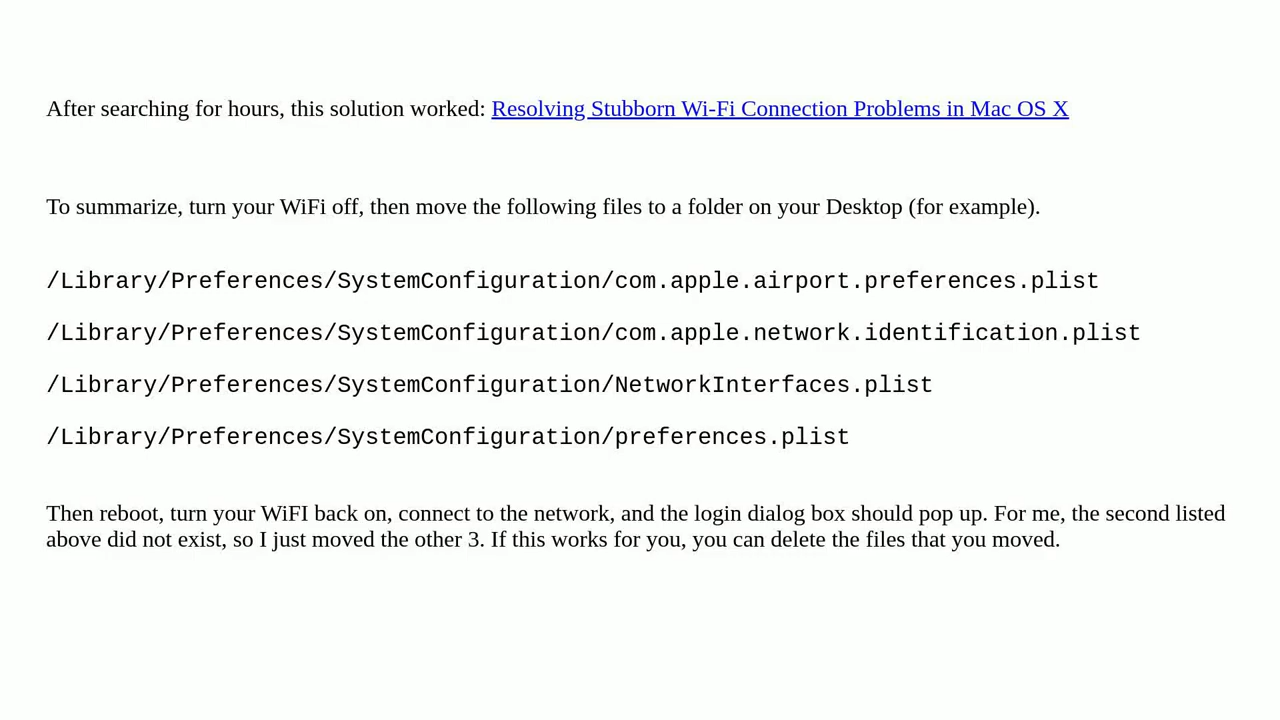 After searching for hours, this solution worked: Resolving Stubborn Wi-Fi Connection Problems in Mac OS X
To summarize, turn your WiFi off, then move the following files to a folder on your Desktop (for example).
/Library/Preferences/SystemConfiguration/com.apple.airport.preferences.plist
/Library/Preferences/SystemConfiguration/com.apple.network.identification.plist
/Library/Preferences/SystemConfiguration/NetworkInterfaces.plist
/Library/Preferences/SystemConfiguration/preferences.plist
Then reboot, turn your WiFI back on, connect to the network, and the login dialog box should pop up. For me, the second listed
above did not exist, so I just moved the other 3. If this works for you, you can delete the files that you moved.